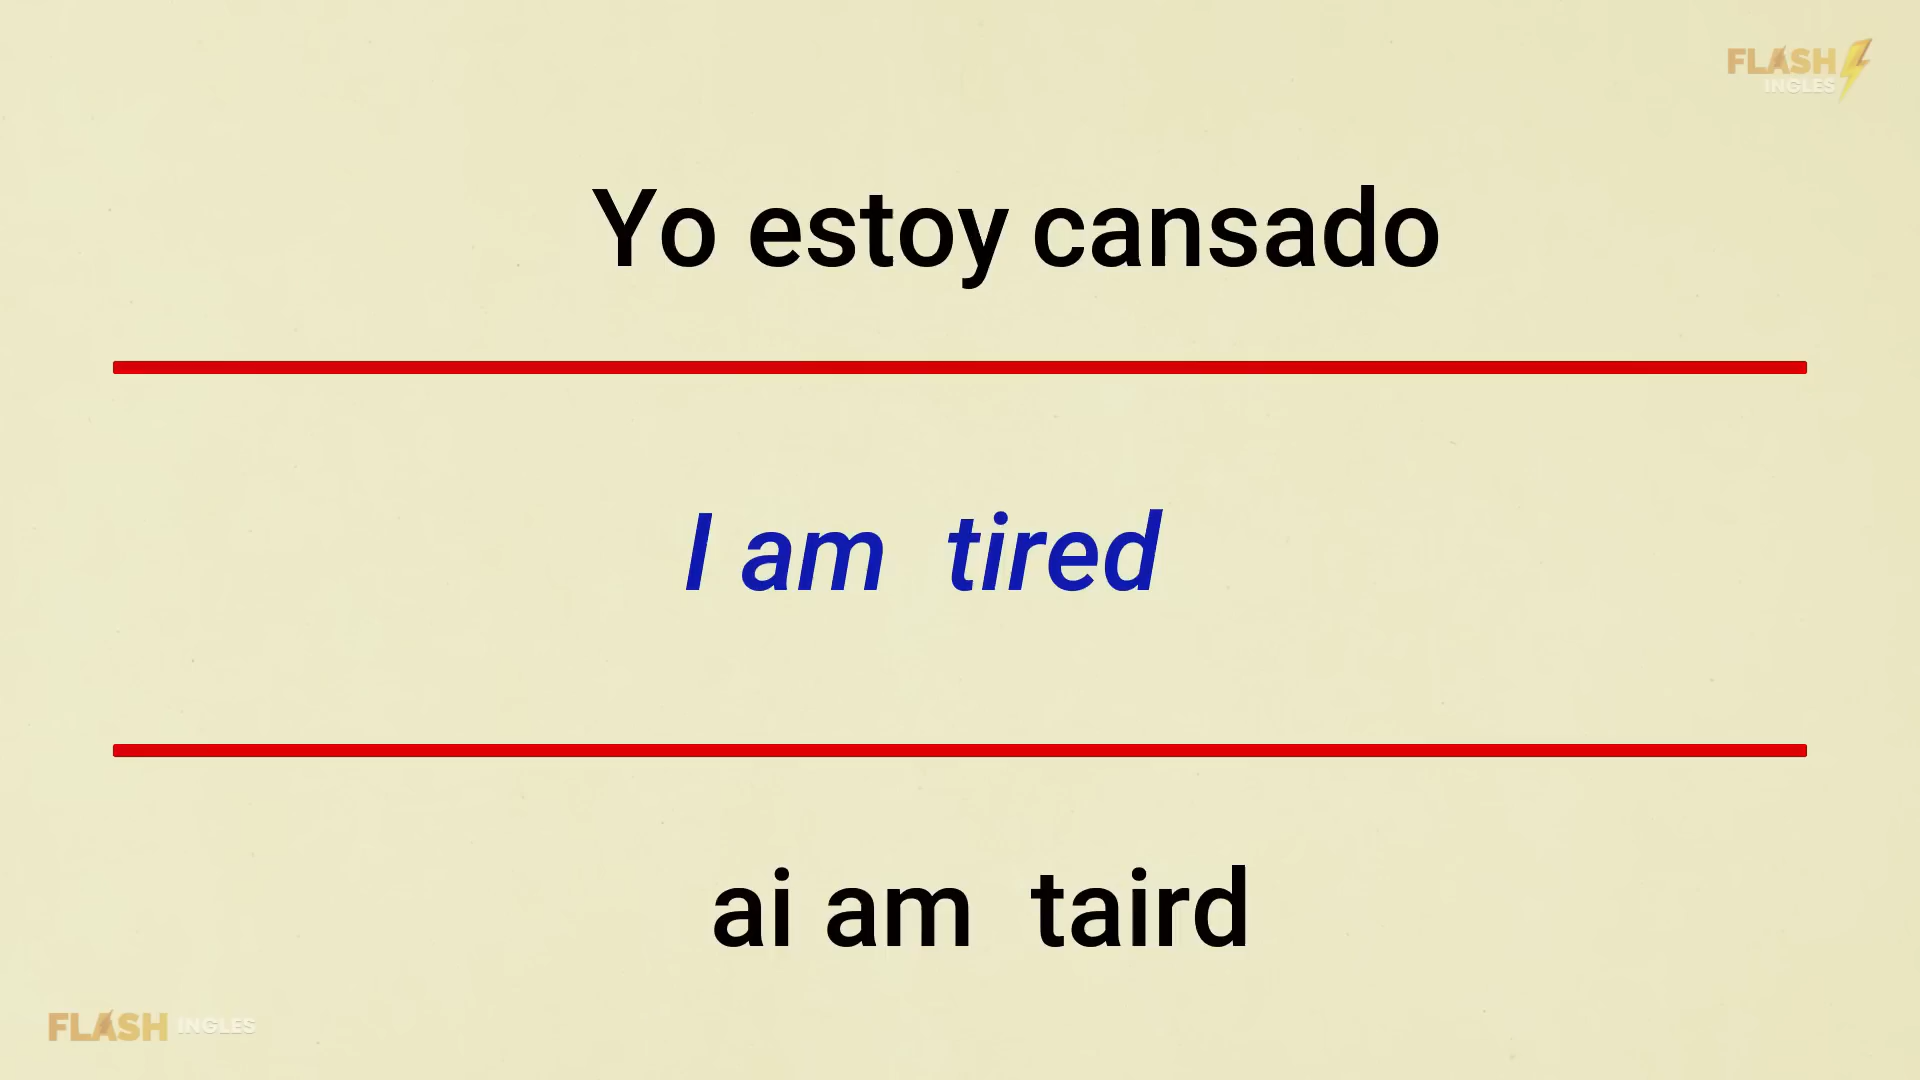 FLASH
INGLES
Yo estoy cansado
I am  tired
ai am  taird
FLASH INGLES